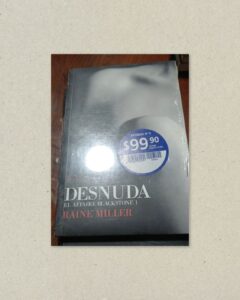 $99.90
DESNUDA
EL AFFAIRE BLACKSTONE 1
RAINE MILLER